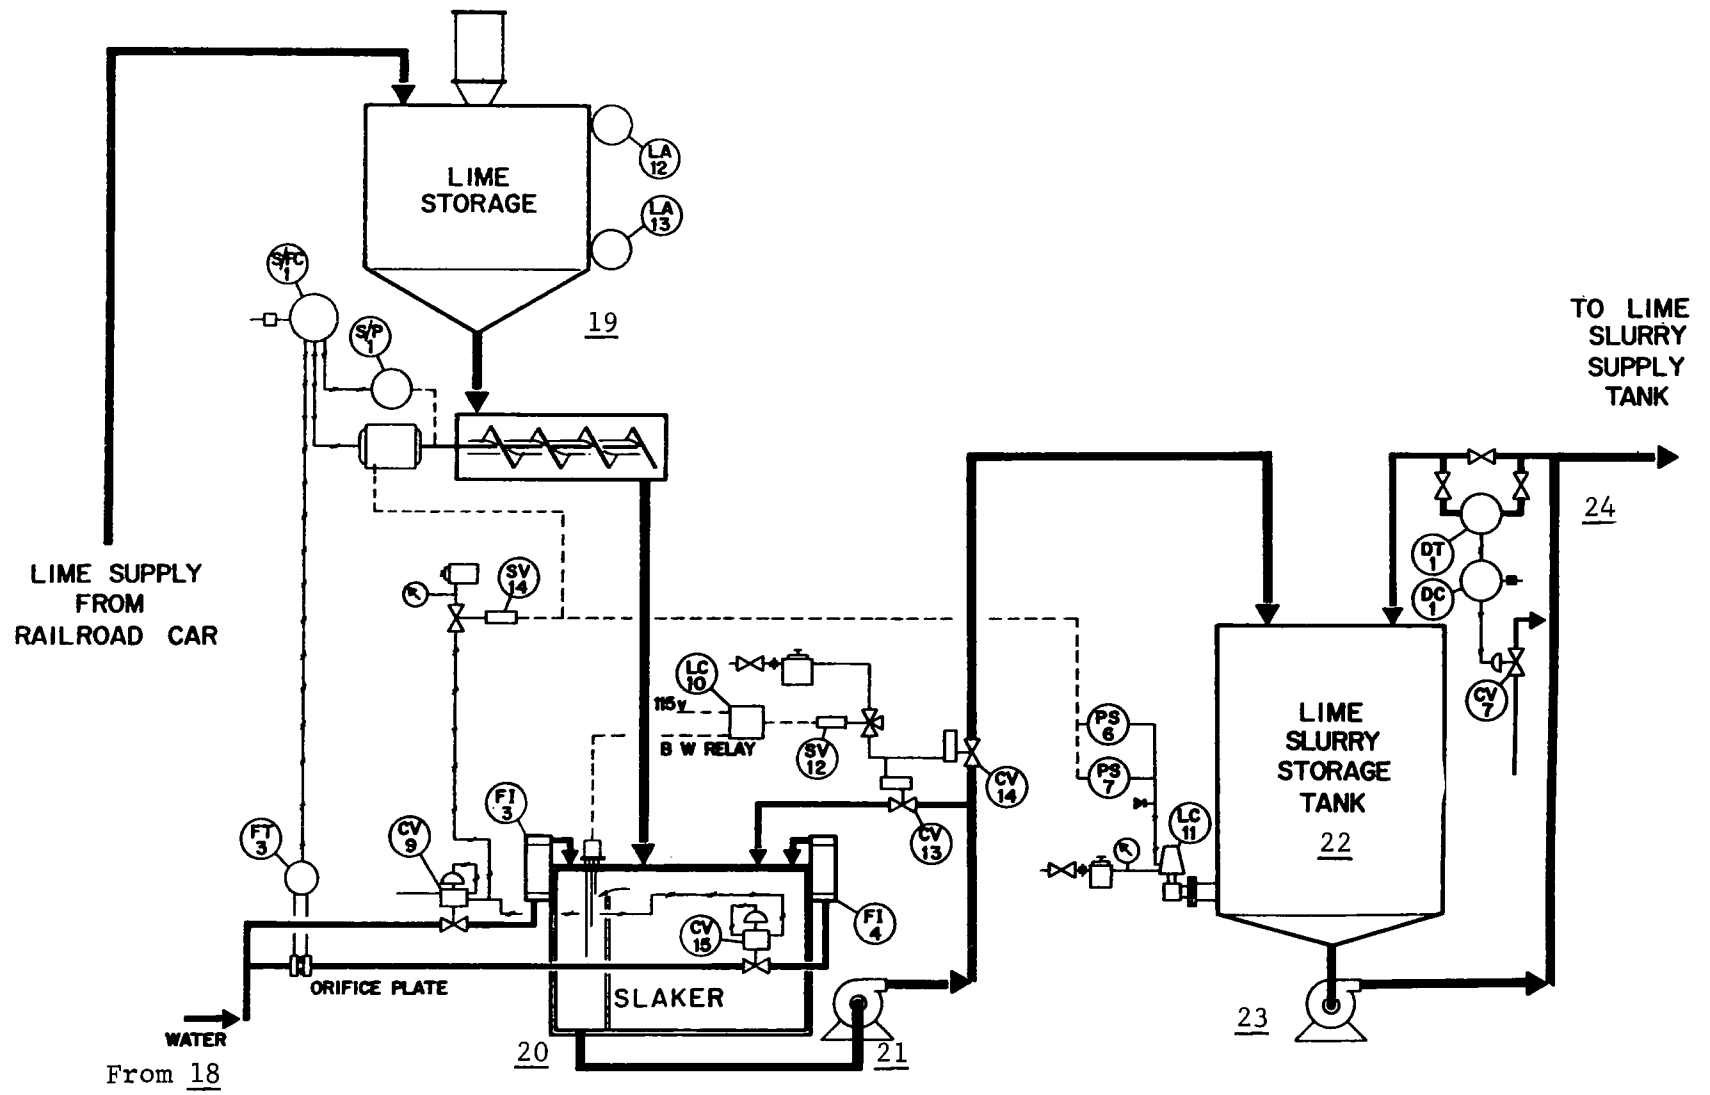 LIME
STORAGE
LA
12
LA
13
S/FC
1
S/P
1
19
TO LIME
SLURRY
SUPPLY
TANK
24
LIME SUPPLY
FROM
RAILROAD CAR
SV
14
DT
1
DC
1
LC
10
115v
B W RELAY
SV
12
CV
14
PS
6
PS
7
CV
7
LIME
SLURRY
STORAGE
TANK
22
FI
3
CV
9
FT
3
CV
13
LC
11
FI
4
CV
15
ORIFICE PLATE
SLAKER
WATER
From 18
20
21
23